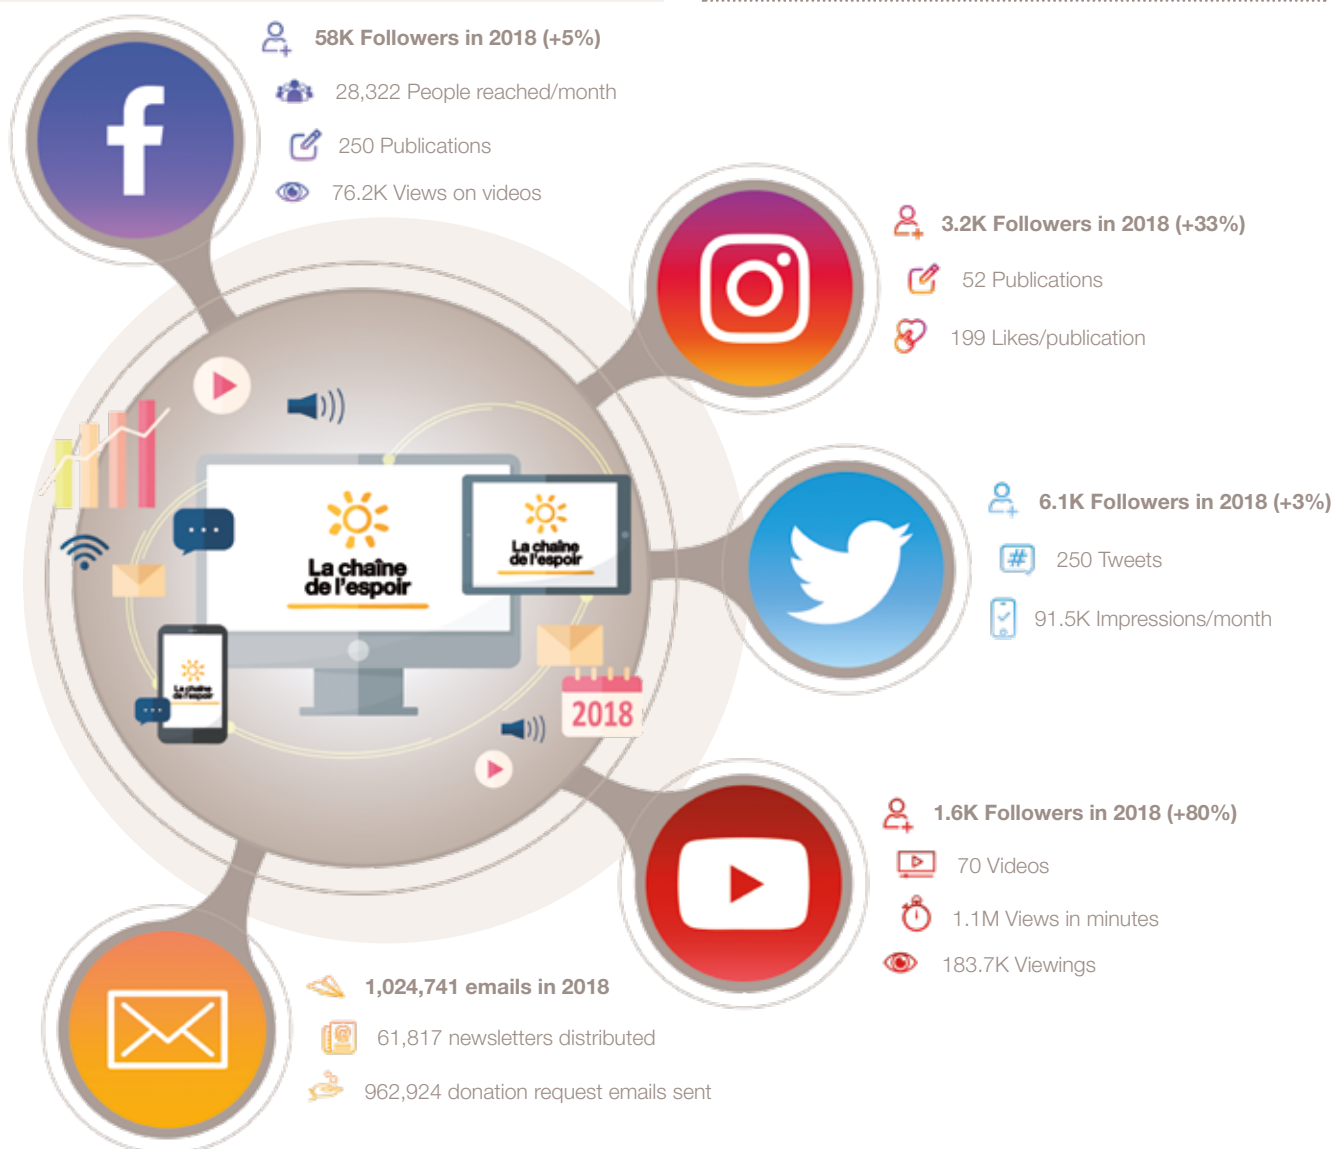 58K Followers in 2018 (+5%)
28,322 People reached/month
250 Publications
76.2K Views on videos
3.2K Followers in 2018 (+33%)
52 Publications
199 Likes/publication
La chaîne
de l'espoir
La chaîne
de l'espoir
6.1K Followers in 2018 (+3%)
250 Tweets
91.5K Impressions/month
La chaîne
de l'espoir
2018
1.6K Followers in 2018 (+80%)
70 Videos
1.1M Views in minutes
183.7K Viewings
1,024,741 emails in 2018
61,817 newsletters distributed
962,924 donation request emails sent